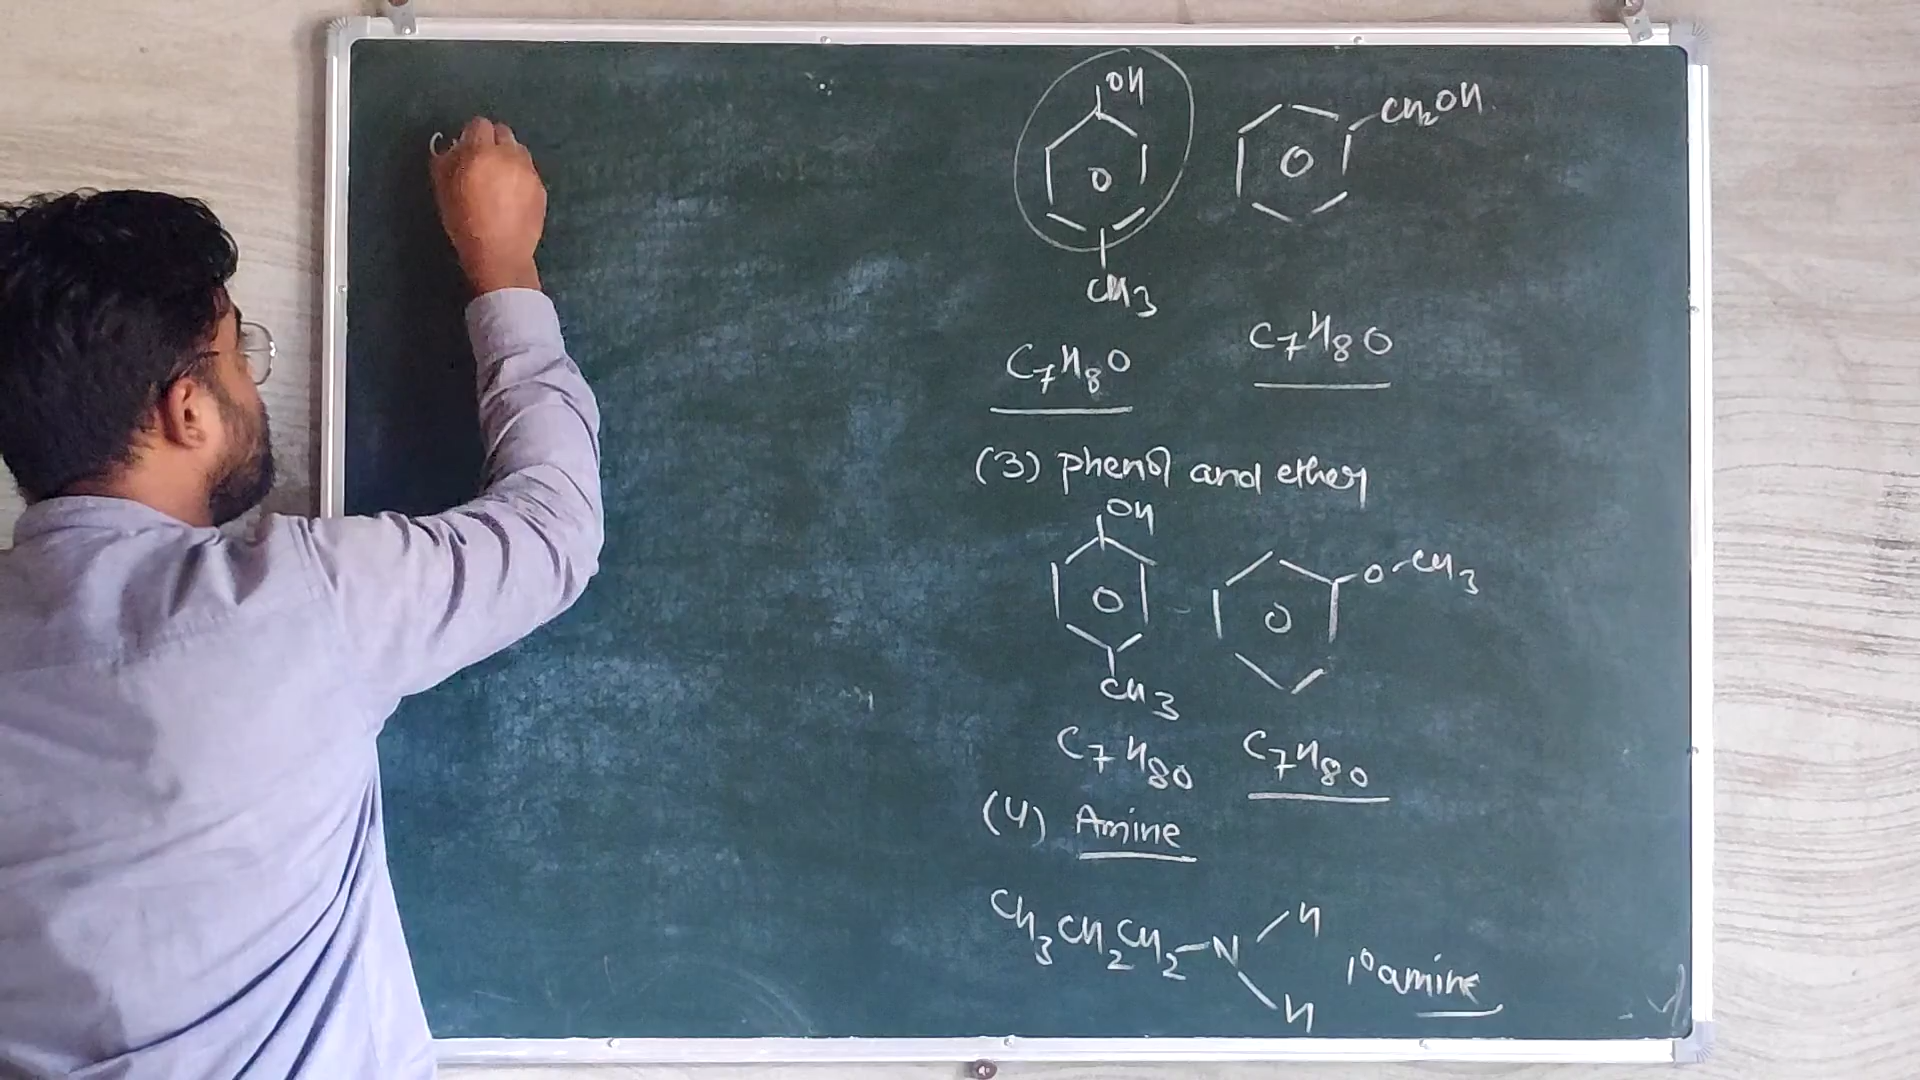 C
OH
CH2OH
CH3
C7H8O
C7H8O
(3) phenol and ether
OH
O-CH3
CH3
C7H8O
C7H8O
(4) Amine
CH3CH2CH2-N
H
H
1° amine